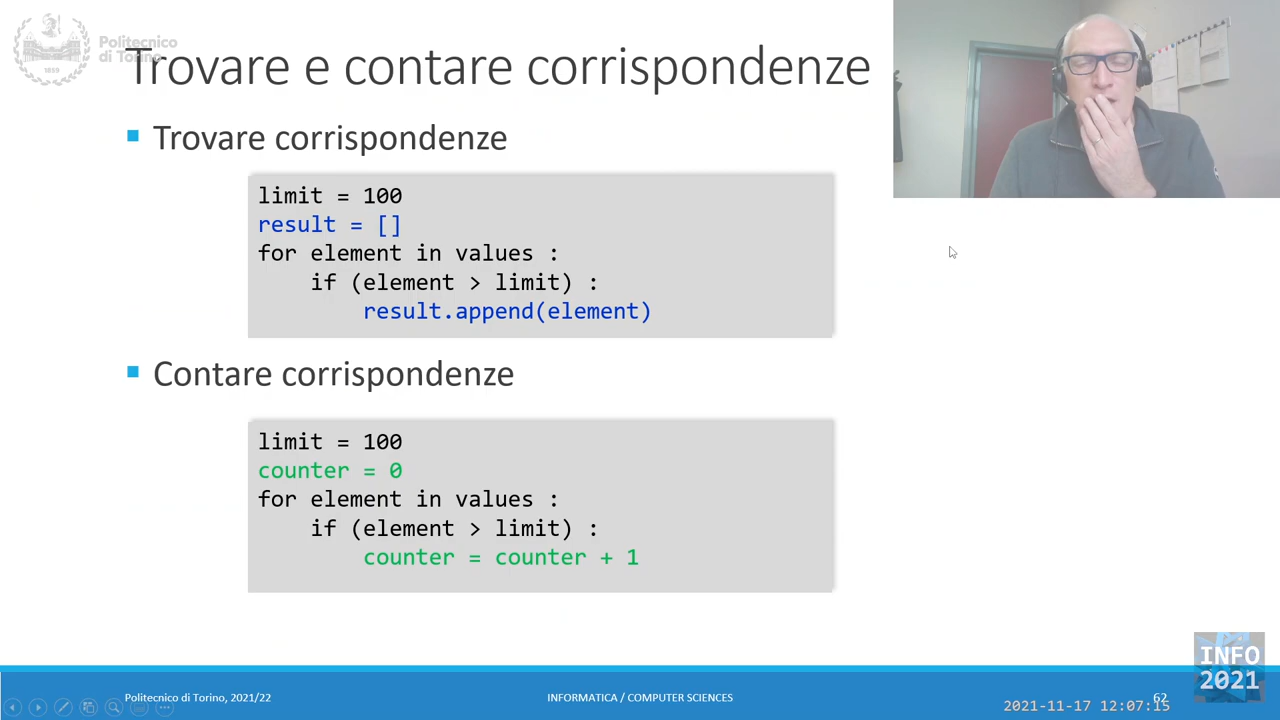 Politecnico
di Torino
1859
Trovare e contare corrispondenze
Trovare corrispondenze
limit = 100
result = []
for element in values :
if (element > limit) :
result.append(element)
Contare corrispondenze
limit = 100
counter = 0
for element in values :
if (element > limit) :
counter = counter + 1
INFO
2021
Politecnico di Torino, 2021/22
INFORMATICA / COMPUTER SCIENCES
62
2021-11-17 12:07:15